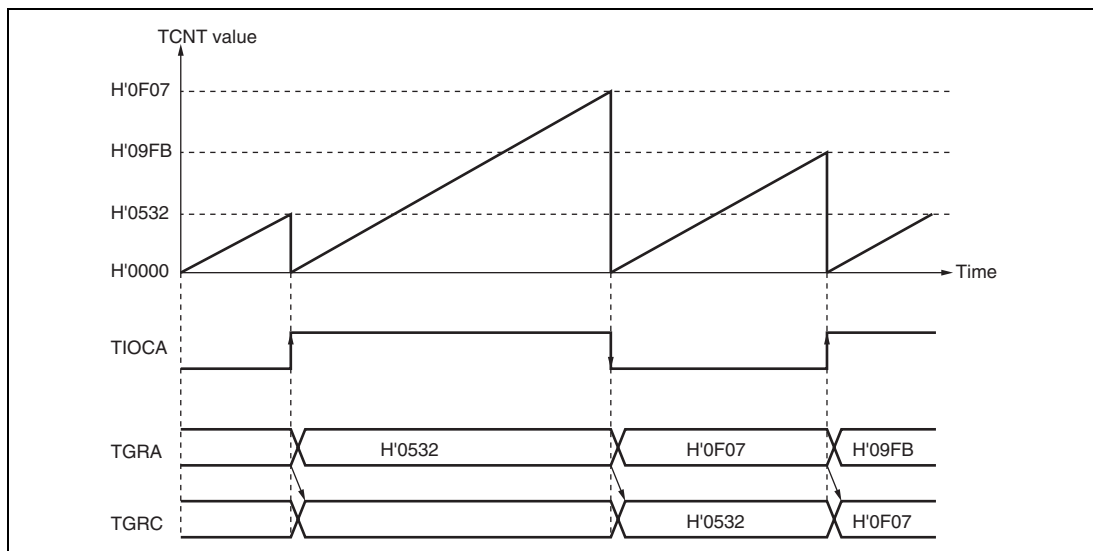 TCNT value
H'0F07
H'09FB
H'0532
H'0000
Time
TIOCA
TGRA
H'0532
H'0F07
H'09FB
TGRC
H'0532
H'0F07